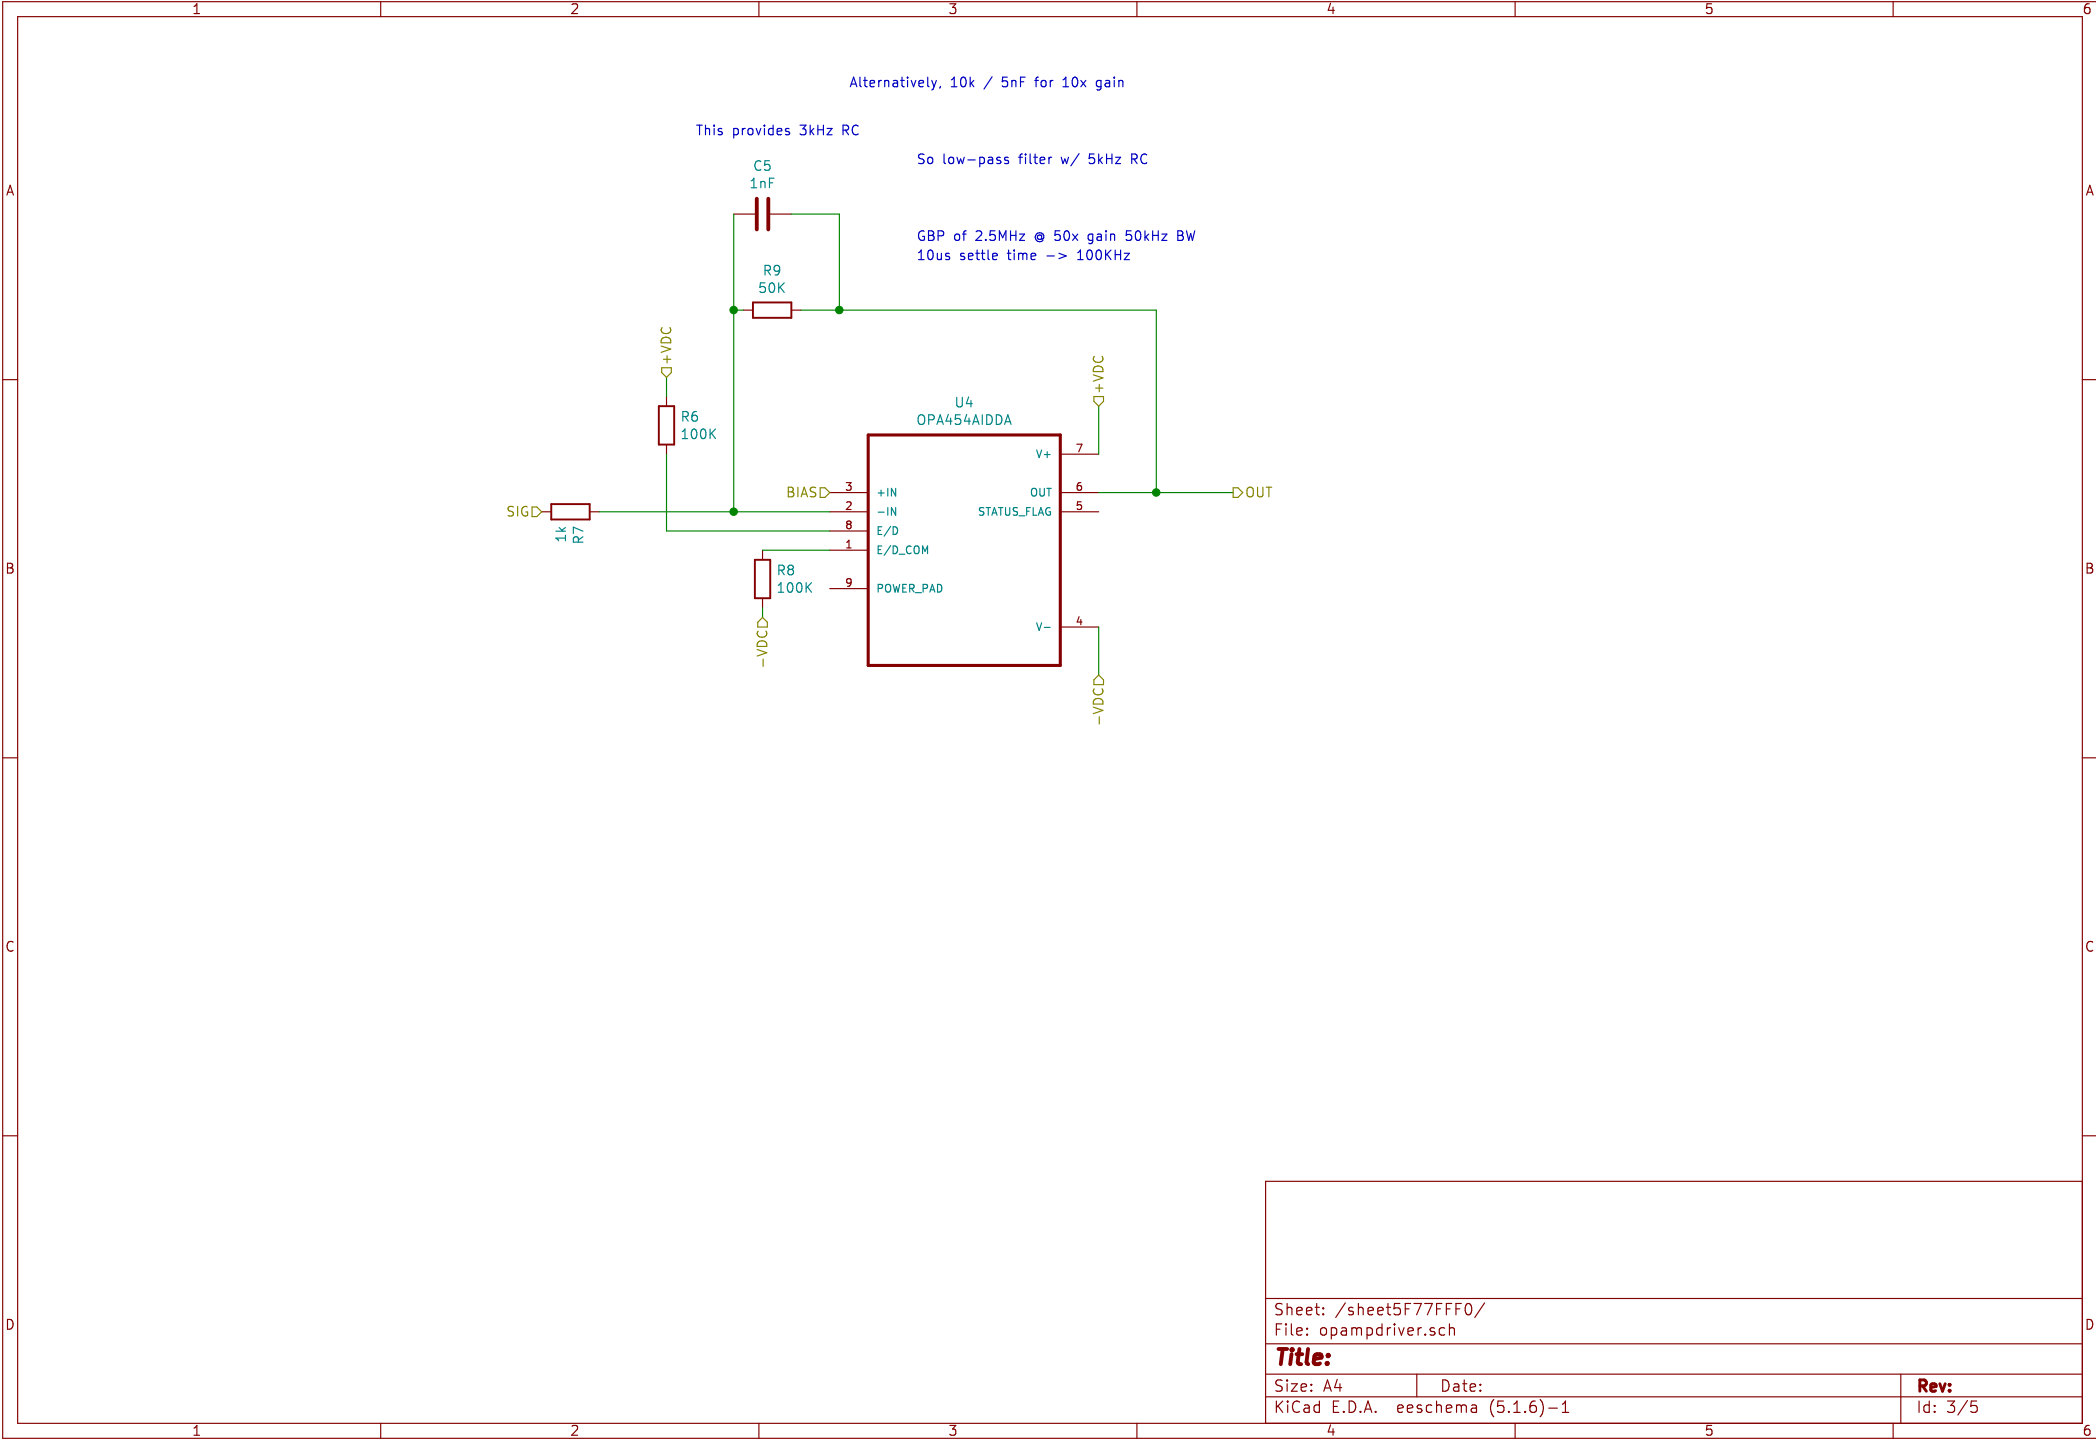 1 2 3 4 5 6
Alternatively, 10k / 5nF for 10x gain
This provides 3kHz RC
So low-pass filter w/ 5kHz RC
C5
1nF
A A
GBP of 2.5MHz @ 50x gain 50kHz BW
10us settle time -> 100KHz
R9
50K
+VDC
+VDC
R6
100K
U4
OPA454AIDDA
V+ 7
BIAS 3 +IN
OUT 6 OUT
SIG
1k
R7
2 -IN
STATUS_FLAG 5
8 E/D
1 E/D_COM
B B
R8
100K
9 POWER_PAD
V- 4
-VDC
-VDC
C C
Sheet: /sheet5F77FFF0/
File: opampdriver.sch
D D
Title:
Size: A4 Date: Rev:
KiCad E.D.A. eeschema (5.1.6)-1 Id: 3/5
1 2 3 4 5 6